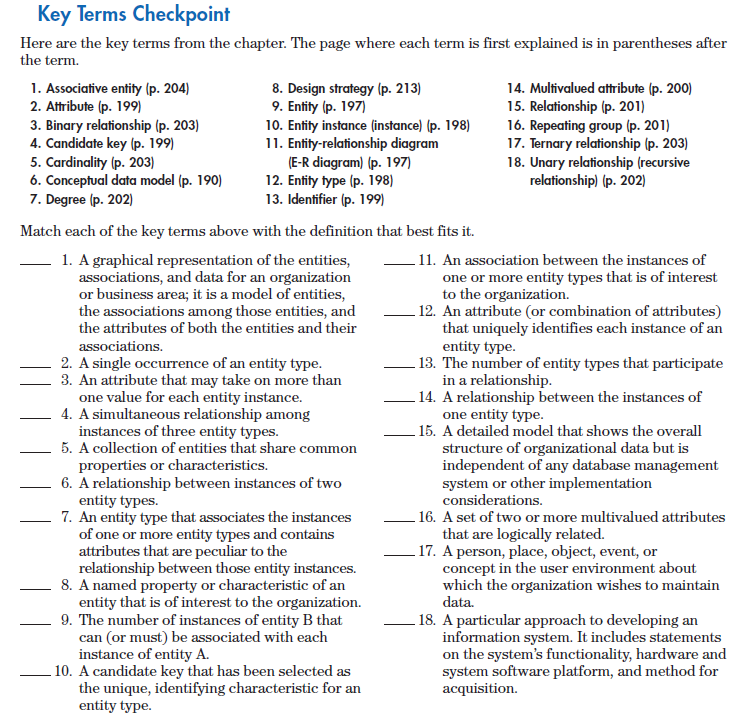 Key Terms Checkpoint
Here are the key terms from the chapter. The page where each term is first explained is in parentheses after
the term.
1. Associative entity (p. 204)
2. Attribute (p. 199)
3. Binary relationship (p. 203)
4. Candidate key (p. 199)
5. Cardinality (p. 203)
6. Conceptual data model (p. 190)
7. Degree (p. 202)
8. Design strategy (p. 213)
9. Entity (p. 197)
10. Entity instance (instance) (p. 198)
11. Entity-relationship diagram
(E-R diagram) (p. 197)
12. Entity type (p. 198)
13. Identifier (p. 199)
14. Multivalued attribute (p. 200)
15. Relationship (p. 201)
16. Repeating group (p. 201)
17. Ternary relationship (p. 203)
18. Unary relationship (recursive
relationship) (p. 202)
Match each of the key terms above with the definition that best fits it.
____ 1. A graphical representation of the entities,
associations, and data for an organization
or business area; it is a model of entities,
the associations among those entities, and
the attributes of both the entities and their
associations.
____ 2. A single occurrence of an entity type.
____ 3. An attribute that may take on more than
one value for each entity instance.
____ 4. A simultaneous relationship among
instances of three entity types.
____ 5. A collection of entities that share common
properties or characteristics.
____ 6. A relationship between instances of two
entity types.
____ 7. An entity type that associates the instances
of one or more entity types and contains
attributes that are peculiar to the
relationship between those entity instances.
____ 8. A named property or characteristic of an
entity that is of interest to the organization.
____ 9. The number of instances of entity B that
can (or must) be associated with each
instance of entity A.
____ 10. A candidate key that has been selected as
the unique, identifying characteristic for an
entity type.
____ 11. An association between the instances of
one or more entity types that is of interest
to the organization.
____ 12. An attribute (or combination of attributes)
that uniquely identifies each instance of an
entity type.
____ 13. The number of entity types that participate
in a relationship.
____ 14. A relationship between the instances of
one entity type.
____ 15. A detailed model that shows the overall
structure of organizational data but is
independent of any database management
system or other implementation
considerations.
____ 16. A set of two or more multivalued attributes
that are logically related.
____ 17. A person, place, object, event, or
concept in the user environment about
which the organization wishes to maintain
data.
____ 18. A particular approach to developing an
information system. It includes statements
on the system's functionality, hardware and
system software platform, and method for
acquisition.